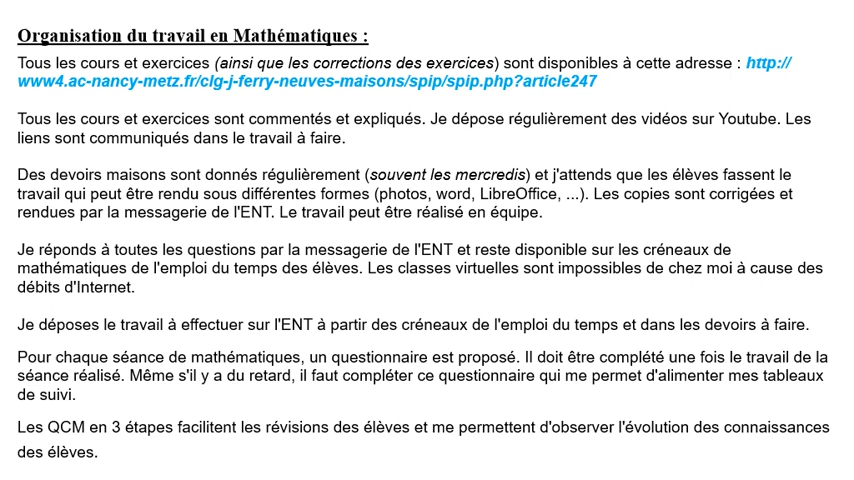 Organisation du travail en Mathématiques :
Tous les cours et exercices (ainsi que les corrections des exercices) sont disponibles à cette adresse : http://
www4.ac-nancy-metz.fr/clg-j-ferry-neuves-maisons/spip/spip.php?article247
Tous les cours et exercices sont commentés et expliqués. Je dépose régulièrement des vidéos sur Youtube. Les
liens sont communiqués dans le travail à faire.
Des devoirs maisons sont donnés régulièrement (souvent les mercredis) et j'attends que les élèves fassent le
travail qui peut être rendu sous différentes formes (photos, word, LibreOffice, ...). Les copies sont corrigées et
rendues par la messagerie de l'ENT. Le travail peut être réalisé en équipe.
Je réponds à toutes les questions par la messagerie de l'ENT et reste disponible sur les créneaux de
mathématiques de l'emploi du temps des élèves. Les classes virtuelles sont impossibles de chez moi à cause des
débits d'Internet.
Je déposes le travail à effectuer sur l'ENT à partir des créneaux de l'emploi du temps et dans les devoirs à faire.
Pour chaque séance de mathématiques, un questionnaire est proposé. Il doit être complété une fois le travail de la
séance réalisé. Même s'il y a du retard, il faut compléter ce questionnaire qui me permet d'alimenter mes tableaux
de suivi.
Les QCM en 3 étapes facilitent les révisions des élèves et me permettent d'observer l'évolution des connaissances
des élèves.